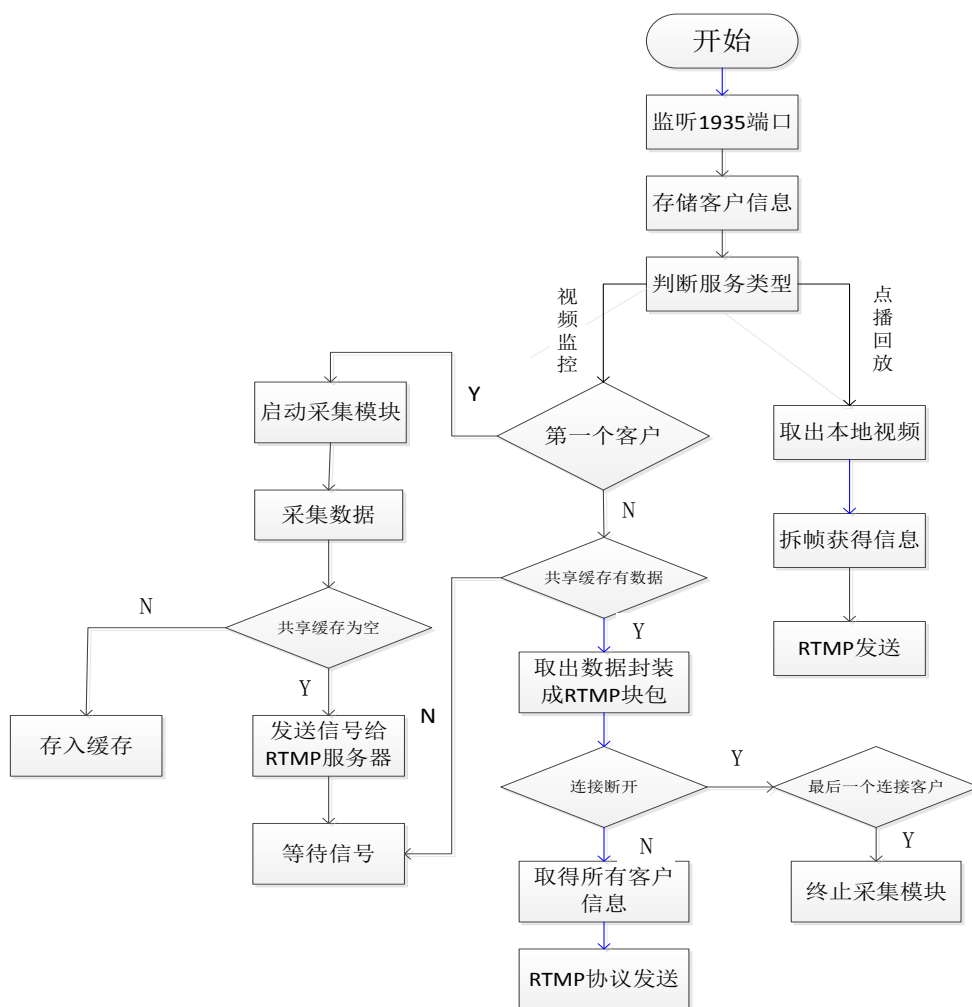 开始
监听1935端口
存储客户信息
判断服务类型
视频监控
点播回放
Y
启动采集模块
第一个客户
取出本地视频
采集数据
N
拆帧获得信息
共享缓存有数据
N
共享缓存为空
Y
RTMP发送
Y
取出数据封装
成RTMP块包
N
存入缓存
发送信号给
RTMP服务器
连接断开
Y
最后一个连接客户
等待信号
N
Y
取得所有客户
信息
终止采集模块
RTMP协议发送